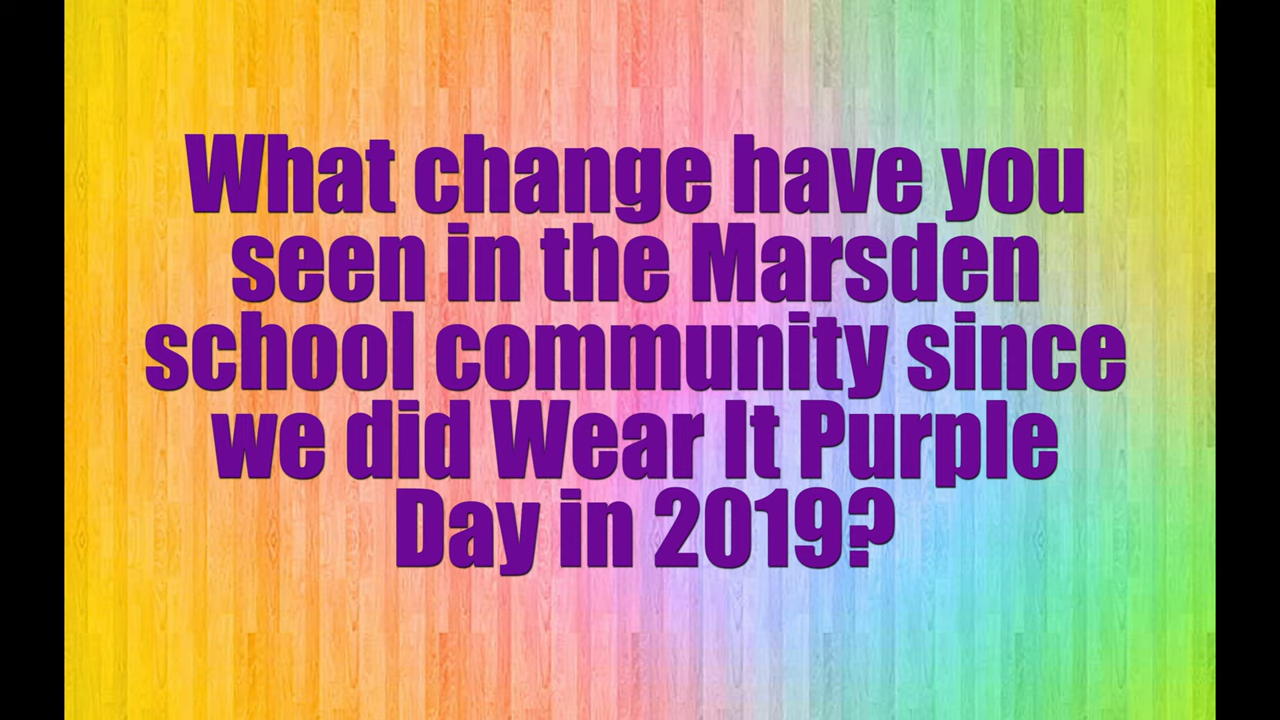 What change have you
seen in the Marsden
school community since
we did Wear It Purple
Day in 2019?